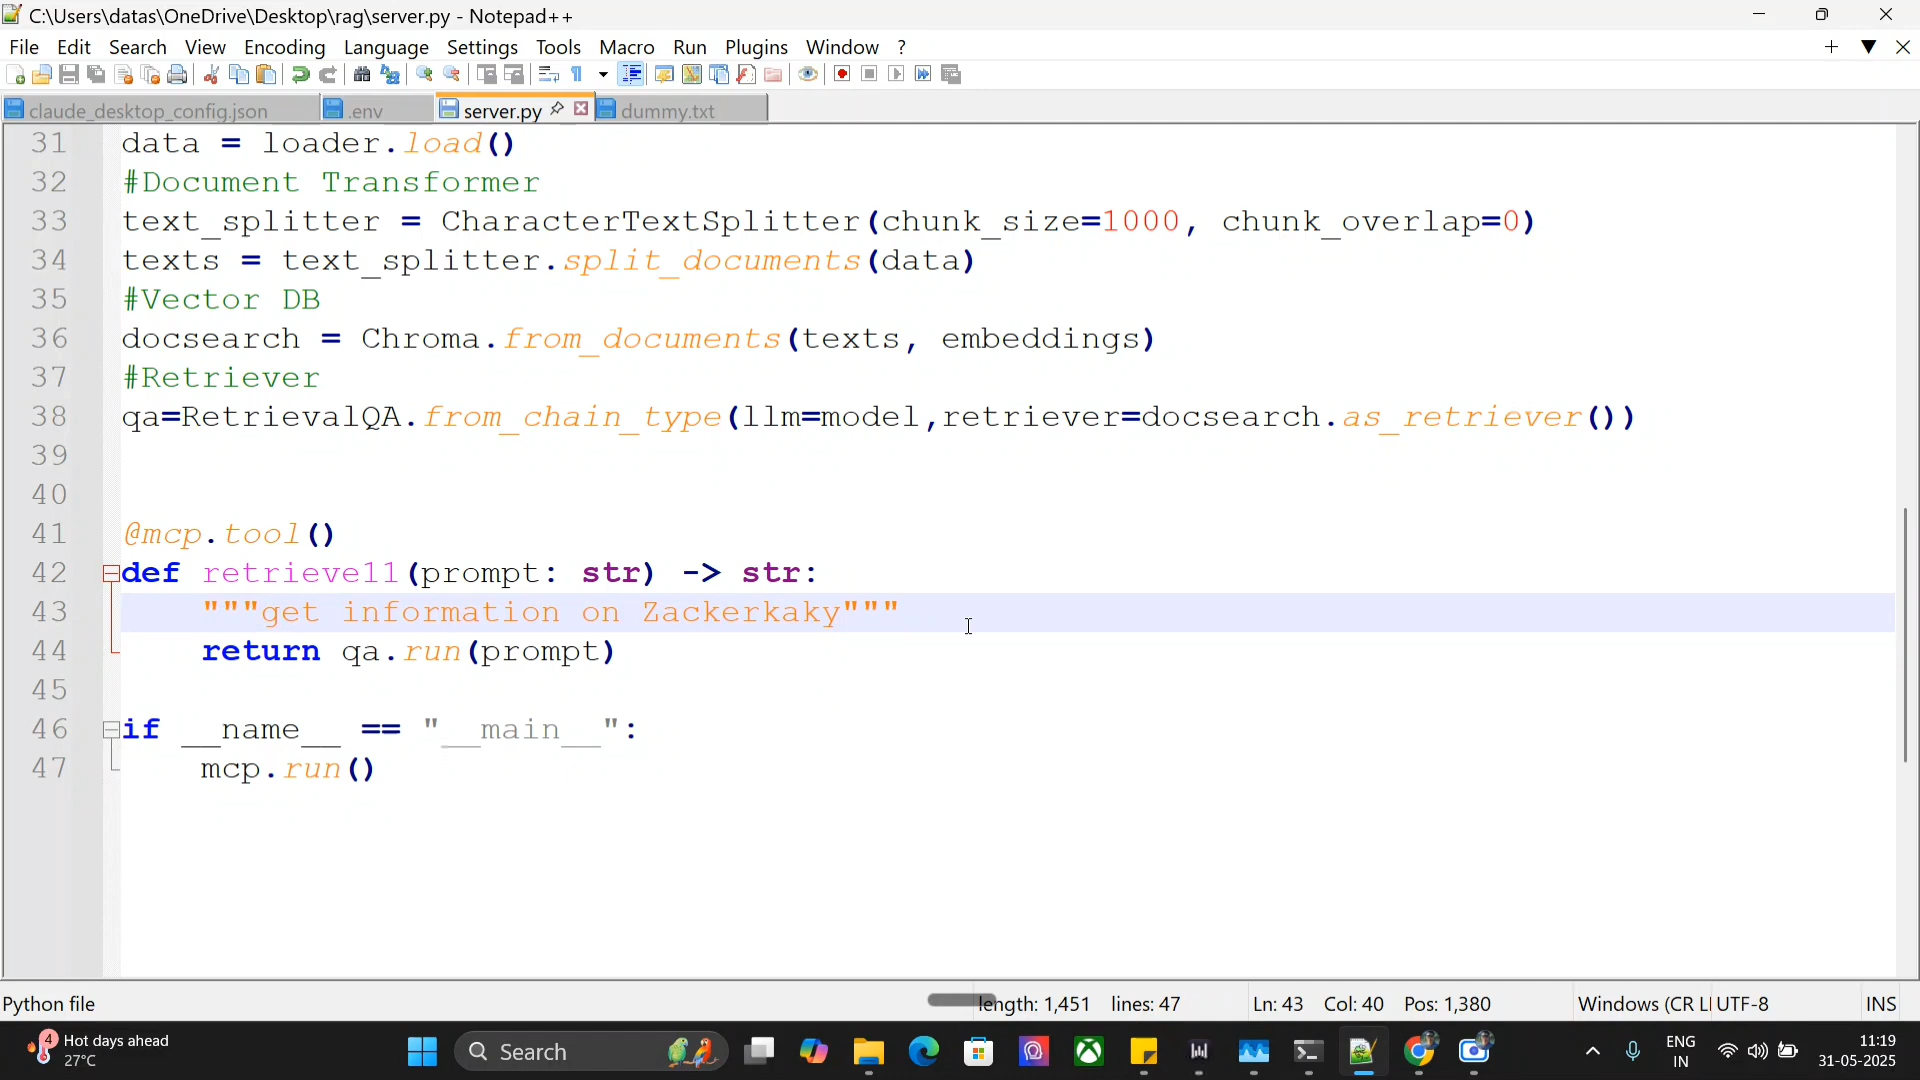 C:\Users\datas\OneDrive\Desktop\rag\server.py - Notepad++
File Edit Search View Encoding Language Settings Tools Macro Run Plugins Window ?
claude_desktop_config.json .env server.py dummy.txt
31 data = loader.load()
32 #Document Transformer
33 text_splitter = CharacterTextSplitter(chunk_size=1000, chunk_overlap=0)
34 texts = text_splitter.split_documents(data)
35 #Vector DB
36 docsearch = Chroma.from_documents(texts, embeddings)
37 #Retriever
38 qa=RetrievalQA.from_chain_type(llm=model,retriever=docsearch.as_retriever())
39
40
41 @mcp.tool()
42 def retrieve11(prompt: str) -> str:
43     """get information on Zackerkaky"""
44     return qa.run(prompt)
45
46 if __name__ == "__main__":
47     mcp.run()
Python file length: 1,451 lines: 47 Ln: 43 Col: 40 Pos: 1,380 Windows (CR LI UTF-8 INS
4 Hot days ahead
27°C
Search
ENG
IN
11:19
31-05-2025